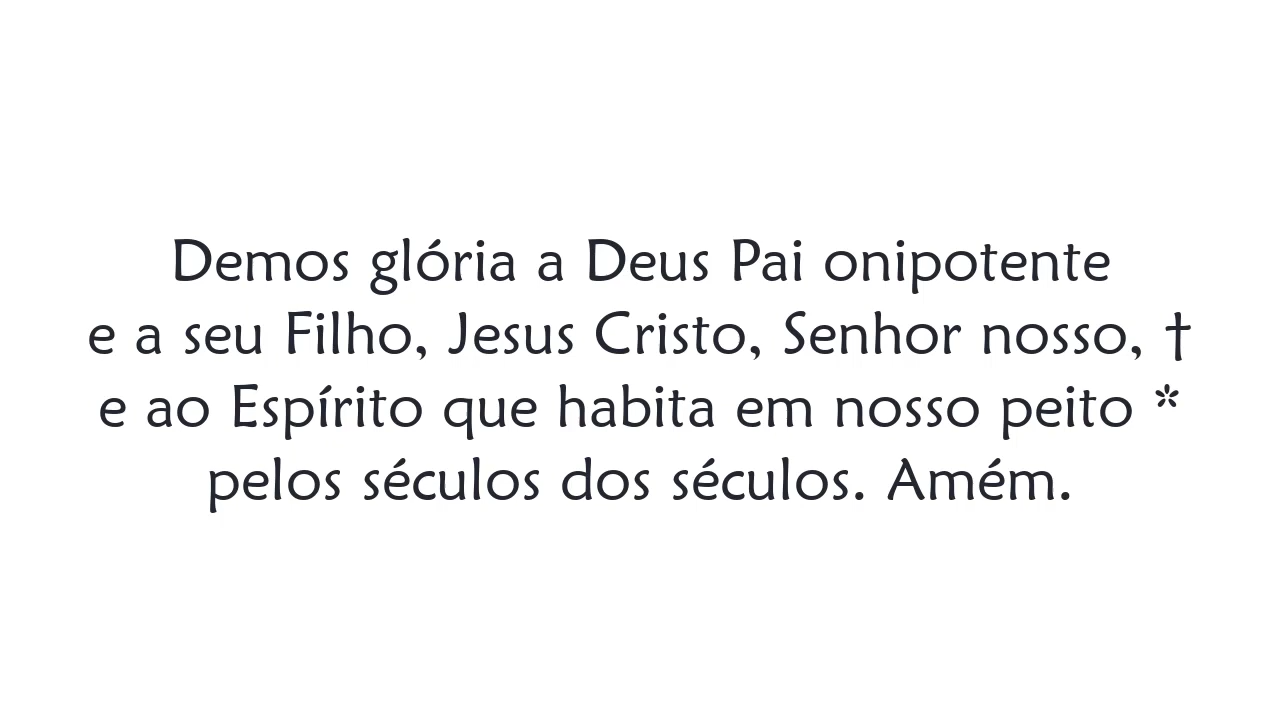 Demos glória a Deus Pai onipotente
e a seu Filho, Jesus Cristo, Senhor nosso, †
e ao Espírito que habita em nosso peito *
pelos séculos dos séculos. Amém.